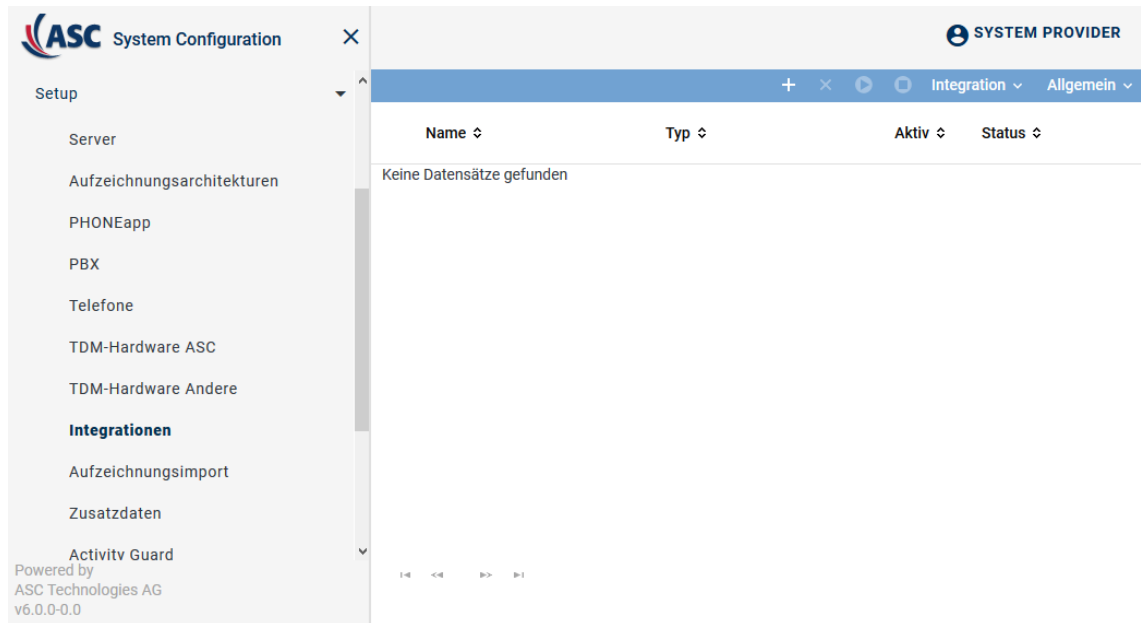 ASC System Configuration
SYSTEM PROVIDER
Setup
Integration
Allgemein
Server
Aufzeichnungsarchitekturen
PHONEapp
PBX
Telefone
TDM-Hardware ASC
TDM-Hardware Andere
Integrationen
Aufzeichnungsimport
Zusatzdaten
Activity Guard
Powered by
ASC Technologies AG
v6.0.0-0.0
Name Typ Aktiv Status
Keine Datensätze gefunden